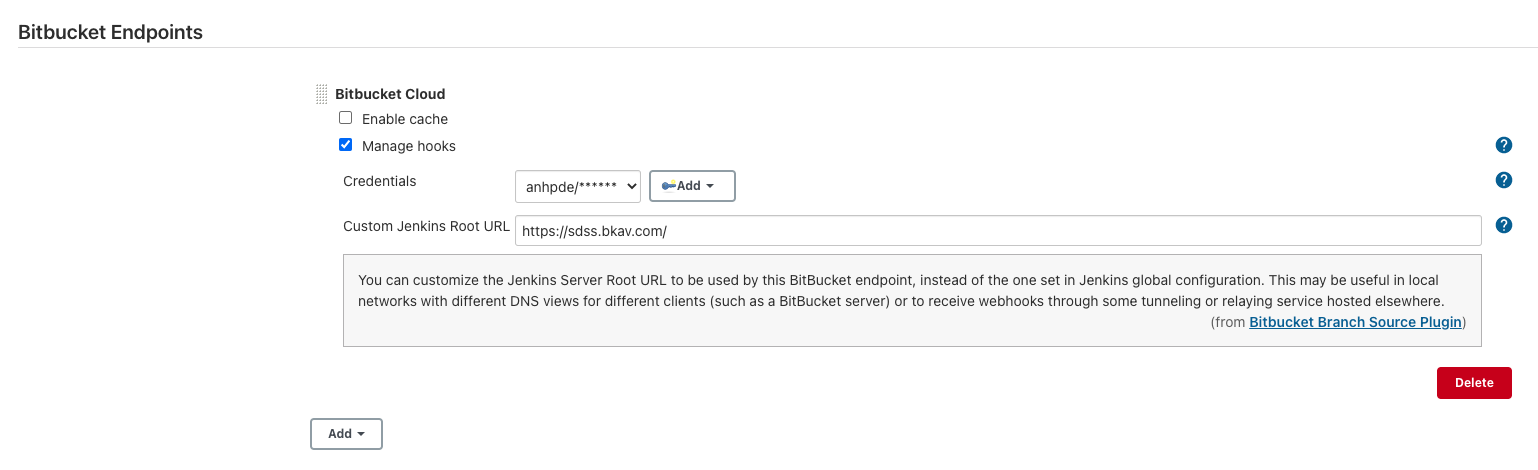 Bitbucket Endpoints
Bitbucket Cloud
Enable cache
Manage hooks
?
Credentials
anhpde/******
Add
?
Custom Jenkins Root URL
https://sdss.bkav.com/
?
You can customize the Jenkins Server Root URL to be used by this BitBucket endpoint, instead of the one set in Jenkins global configuration. This may be useful in local
networks with different DNS views for different clients (such as a BitBucket server) or to receive webhooks through some tunneling or relaying service hosted elsewhere.
(from Bitbucket Branch Source Plugin)
Delete
Add